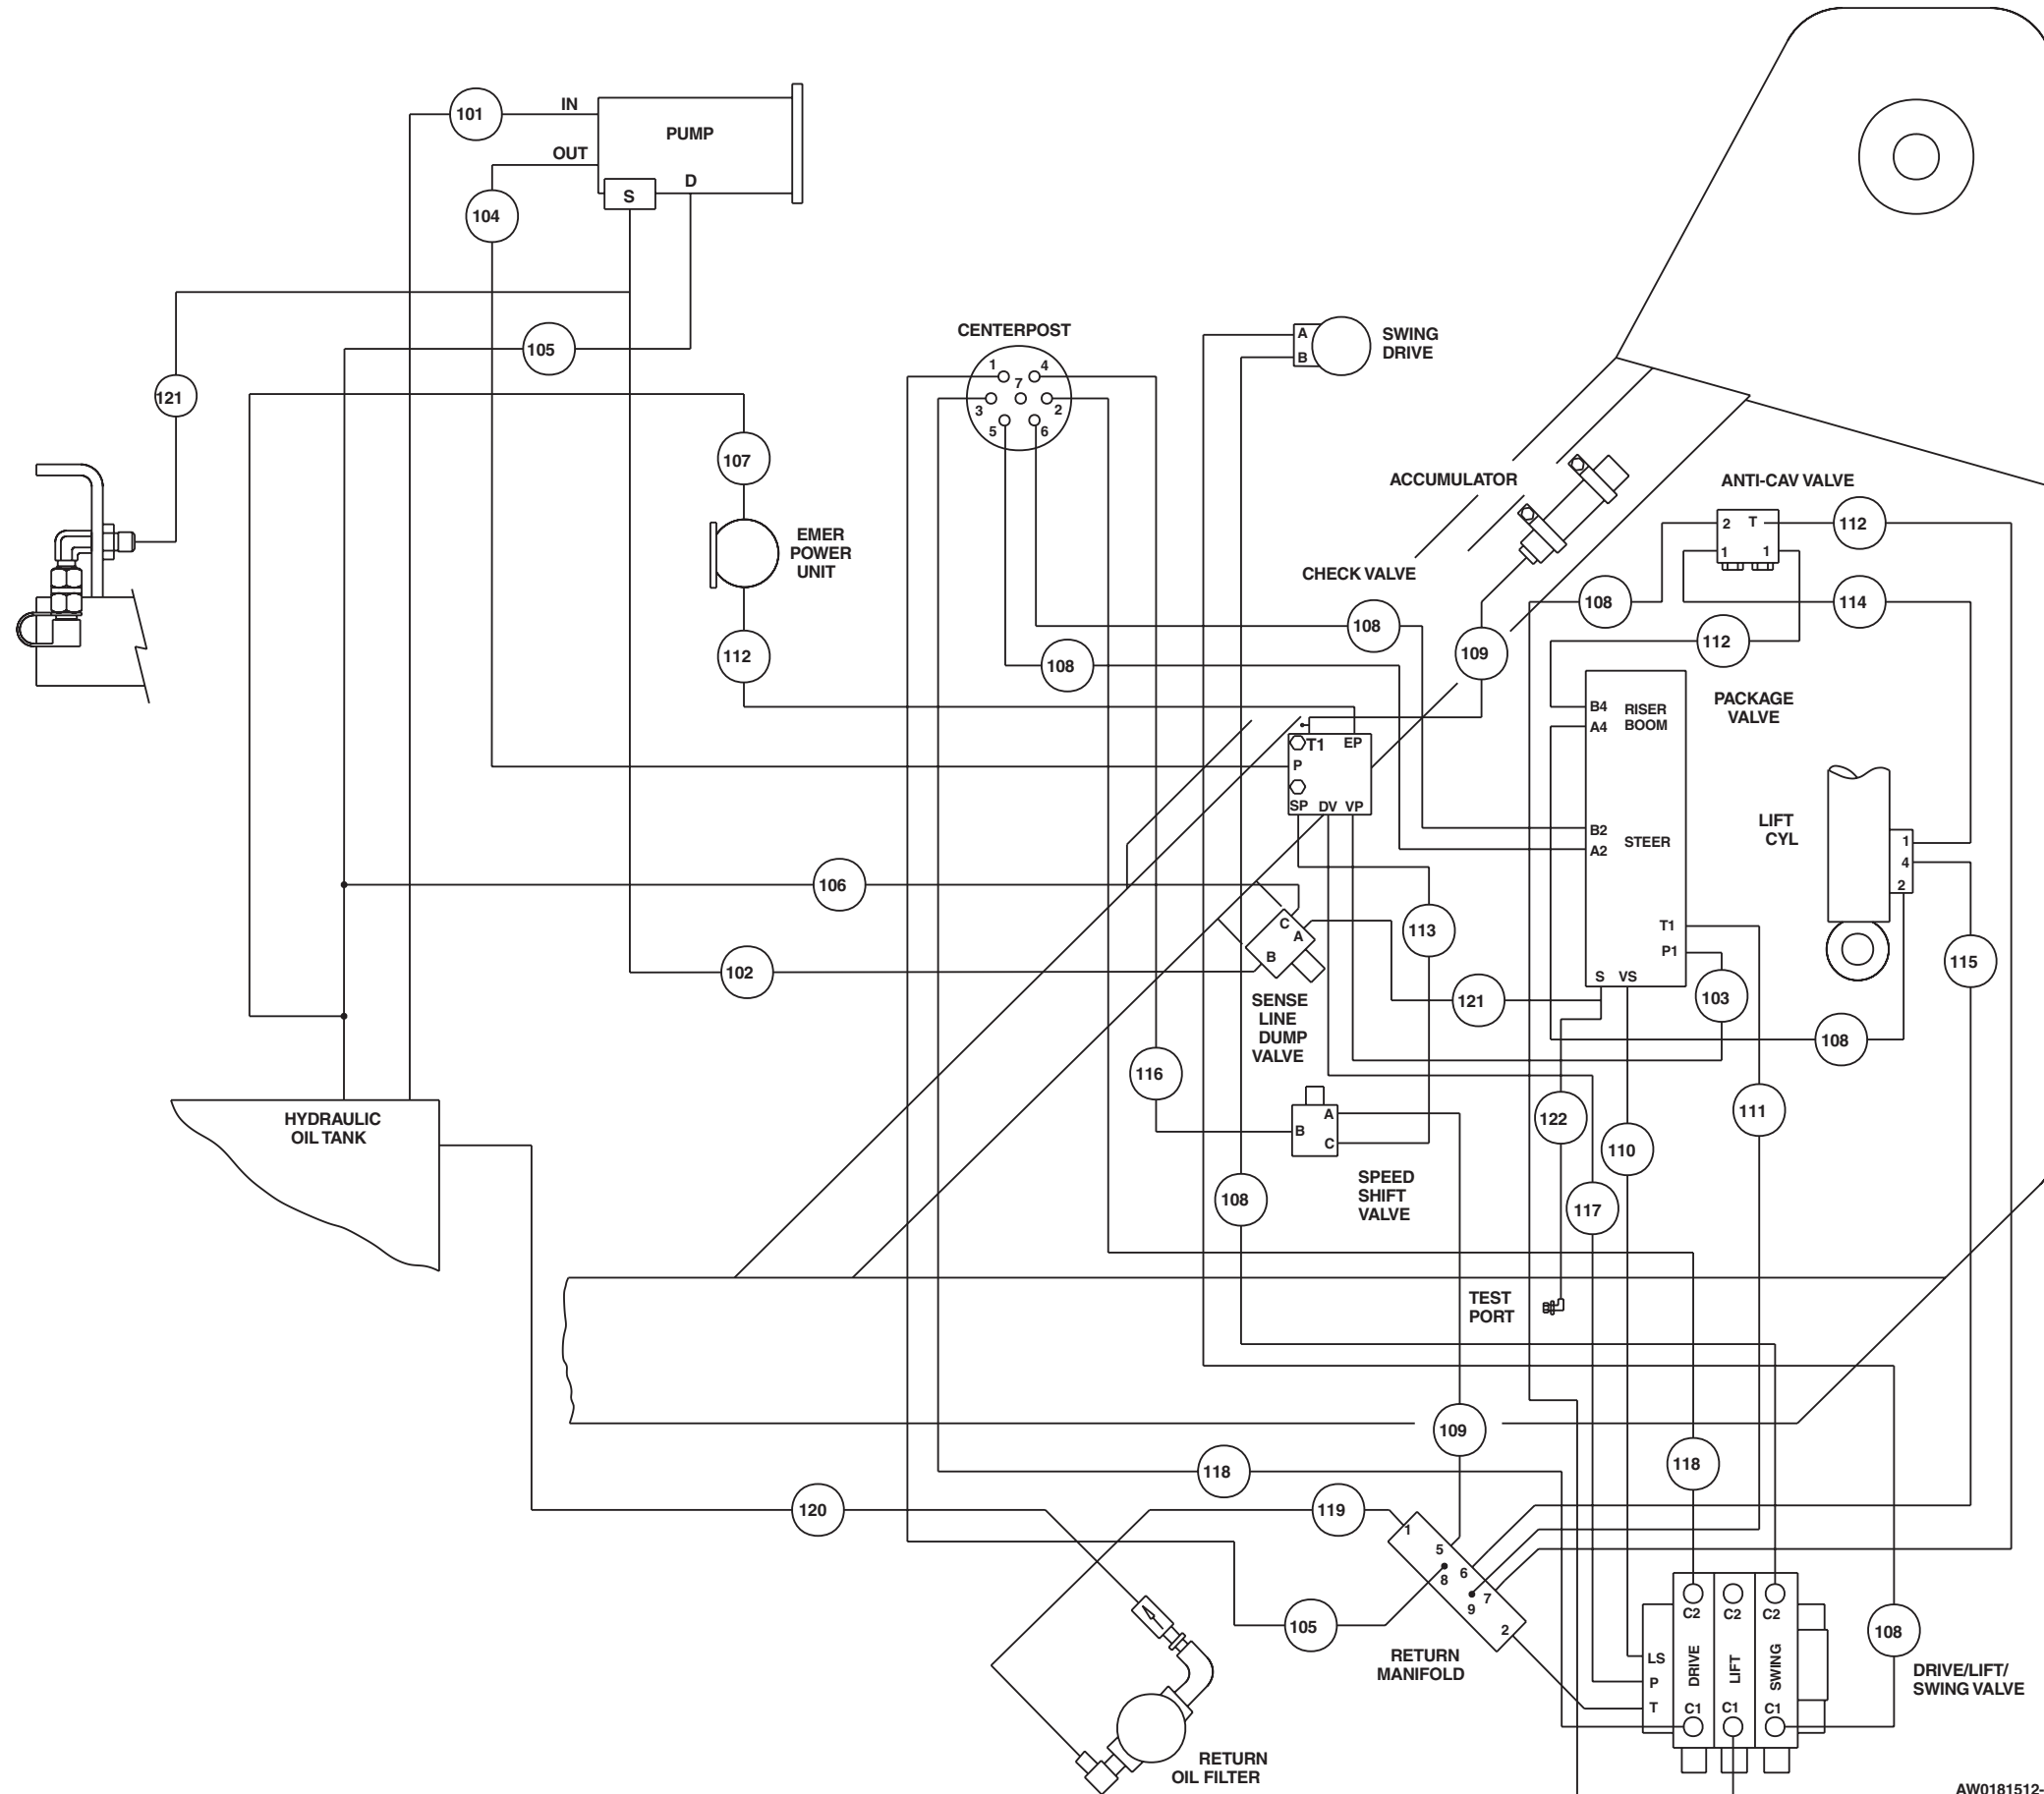 IN
101
PUMP
OUT
D
S
104
105
121
107
EMER
POWER
UNIT
112
CENTERPOST
1
4
7
3
2
5
6
A
B
SWING
DRIVE
ACCUMULATOR
CHECK VALVE
ANTI-CAV VALVE
2
T
1
1
112
108
114
112
108
108
109
PACKAGE
VALVE
B4
A4
RISER
BOOM
B2
A2
STEER
T1
P1
S
VS
T1
EP
P
SP
DV
VP
LIFT
CYL
1
4
2
106
102
C
A
B
SENSE
LINE
DUMP
VALVE
113
121
103
115
108
116
A
B
C
SPEED
SHIFT
VALVE
122
110
111
108
117
HYDRAULIC
OIL TANK
TEST
PORT
109
118
118
120
119
1
5
6
8
7
9
2
105
RETURN
MANIFOLD
C2
C2
C2
LS
P
T
DRIVE
LIFT
SWING
C1
C1
C1
108
DRIVE/LIFT/
SWING VALVE
RETURN
OIL FILTER
AW0181512-